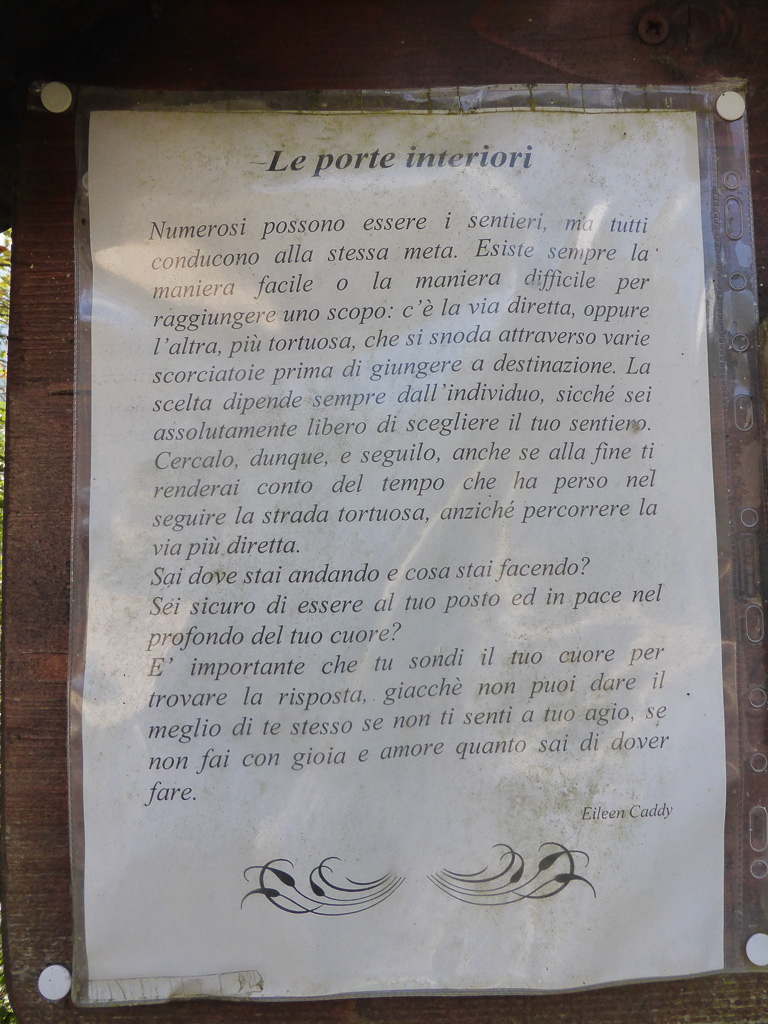 Le porte interiori
Numerosi possono essere i sentieri, ma tutti
conducono alla stessa meta. Esiste sempre la
maniera facile o la maniera difficile per
raggiungere uno scopo: c'è la via diretta, oppure
l'altra, più tortuosa, che si snoda attraverso varie
scorciatoie prima di giungere a destinazione. La
scelta dipende sempre dall'individuo, sicché sei
assolutamente libero di scegliere il tuo sentiero.
Cercalo, dunque, e seguilo, anche se alla fine ti
renderai conto del tempo che ha perso nel
seguire la strada tortuosa, anziché percorrere la
via più diretta.
Sai dove stai andando e cosa stai facendo?
Sei sicuro di essere al tuo posto ed in pace nel
profondo del tuo cuore?
E' importante che tu sondi il tuo cuore per
trovare la risposta, giacchè non puoi dare il
meglio di te stesso se non ti senti a tuo agio, se
non fai con gioia e amore quanto sai di dover
fare.
Eileen Caddy